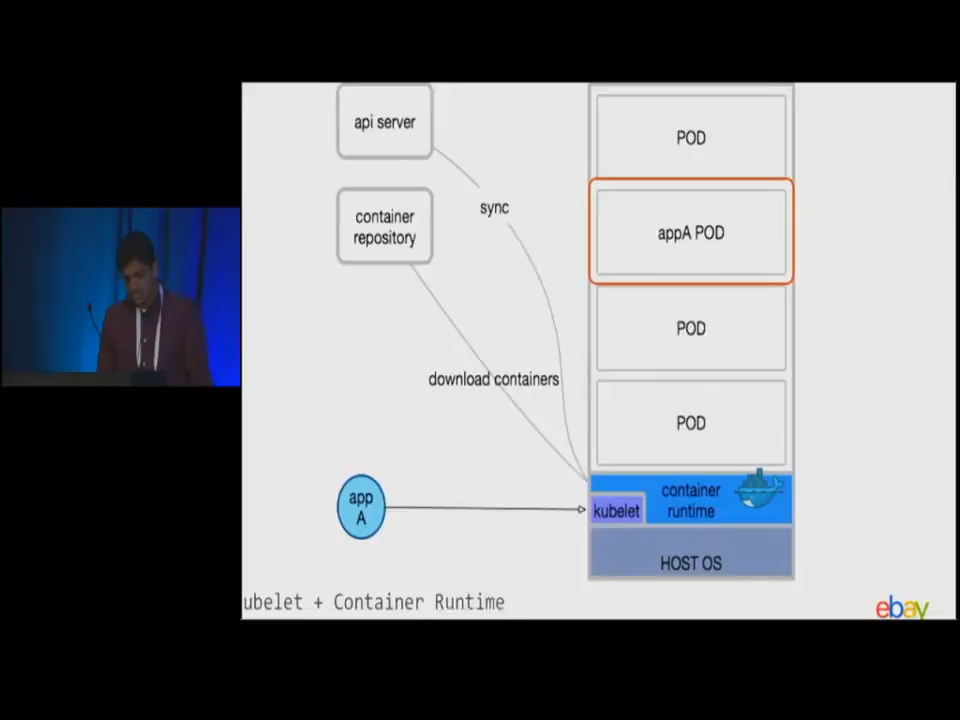 api server
POD
container
repository
sync
appA POD
POD
download containers
POD
container
runtime
app
A
kubelet
HOST OS
ubelet + Container Runtime
ebay